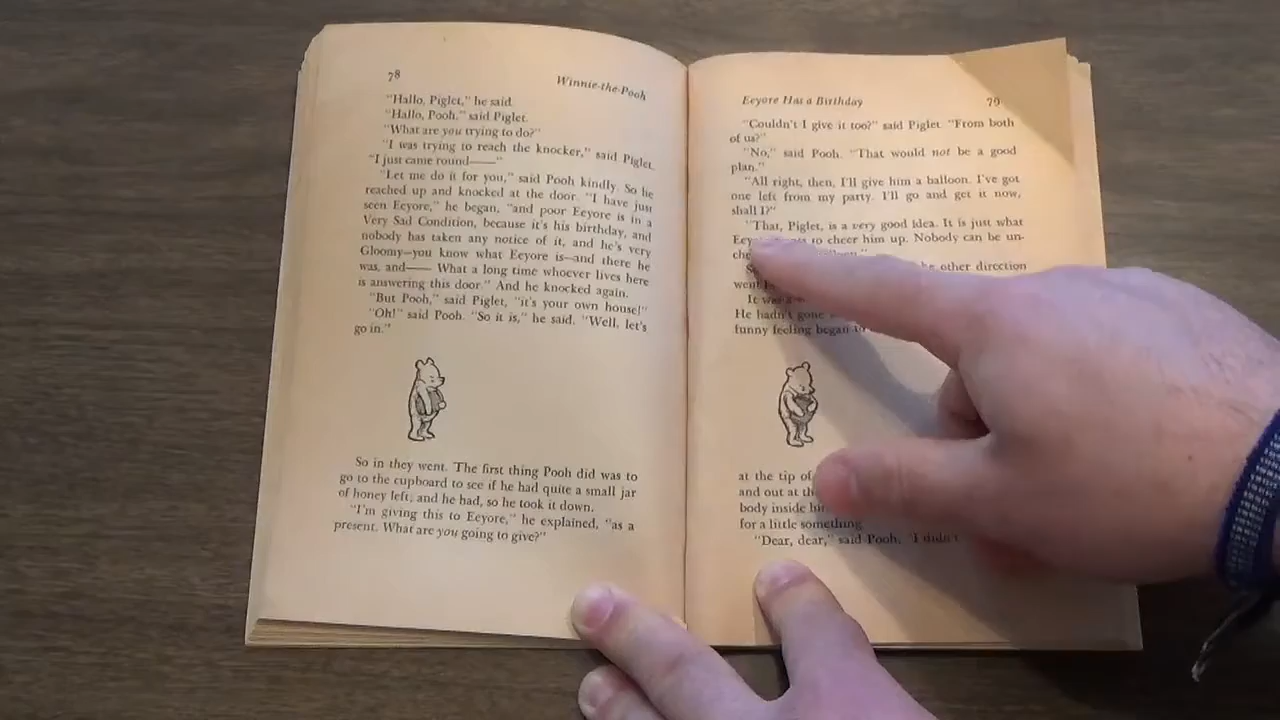 78
Winnie-the-Pooh
"Hallo, Piglet," he said.
"Hallo, Pooh," said Piglet.
"What are you trying to do?"
"I was trying to reach the knocker," said Piglet.
"I just came round——"
"Let me do it for you," said Pooh kindly. So he
reached up and knocked at the door. "I have just
seen Eeyore," he began, "and poor Eeyore is in a
Very Sad Condition, because it's his birthday, and
nobody has taken any notice of it, and he's very
Gloomy—you know what Eeyore is—and there he
was, and—— What a long time whoever lives here
is answering this door." And he knocked again.
"But Pooh," said Piglet, "it's your own house!"
"Oh!" said Pooh. "So it is," he said. "Well, let's
go in."
So in they went. The first thing Pooh did was to
go to the cupboard to see if he had quite a small jar
of honey left; and he had, so he took it down.
"I'm giving this to Eeyore," he explained, "as a
present. What are you going to give?"
Eeyore Has a Birthday
79
"Couldn't I give it too?" said Piglet. "From both
of us?"
"No," said Pooh. "That would not be a good
plan."
"All right, then, I'll give him a balloon. I've got
one left from my party. I'll go and get it now,
shall I?"
"That, Piglet, is a very good idea. It is just what
to cheer him up. Nobody can be un-
he other direction
went
It was a
He hadn't gone
funny feeling began to
at the tip of
and out at th
body inside
for a little something
"Dear, dear," said Pooh, "I didn't